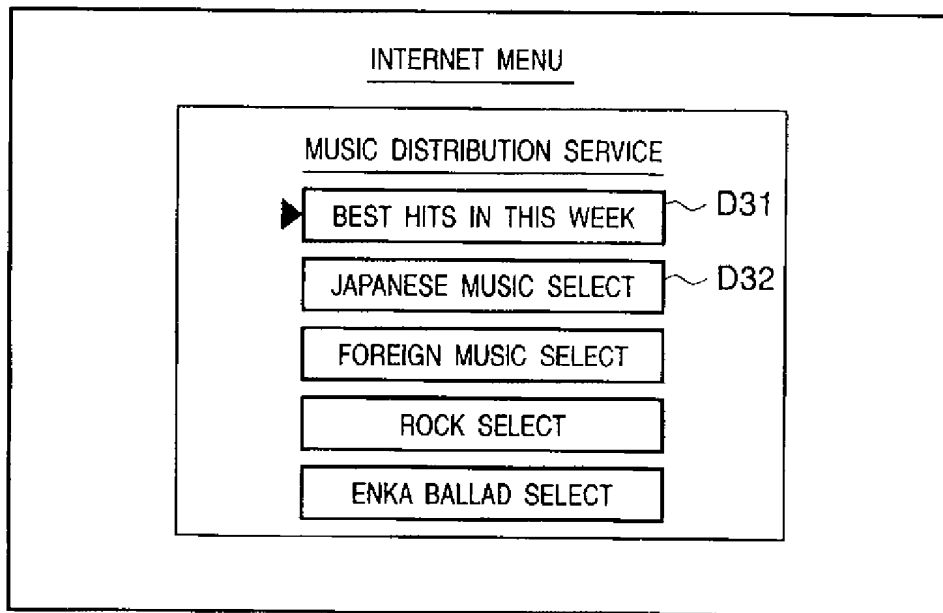 INTERNET MENU
MUSIC DISTRIBUTION SERVICE
BEST HITS IN THIS WEEK D31
JAPANESE MUSIC SELECT D32
FOREIGN MUSIC SELECT
ROCK SELECT
ENKA BALLAD SELECT